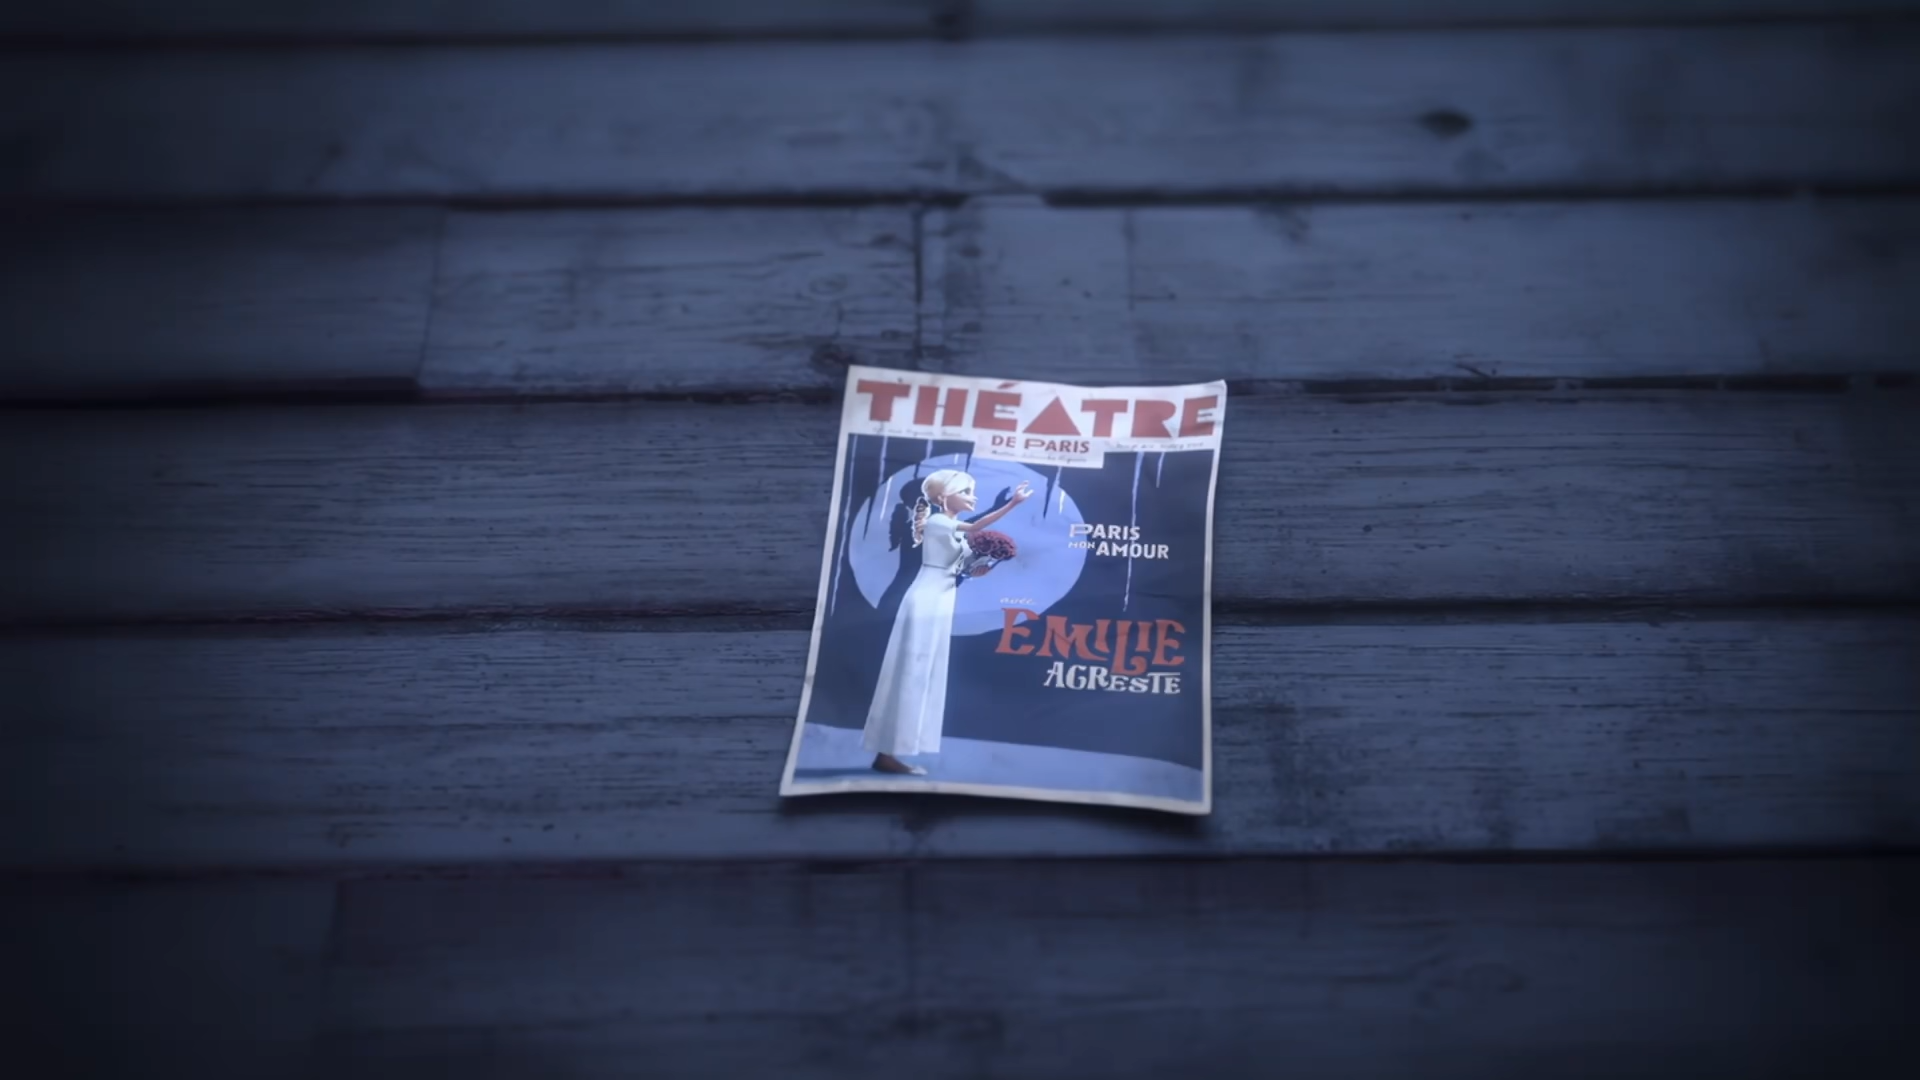 THÉATRE
DE PARIS
PARIS
MON AMOUR
avec
EMILIE
AGRESTE